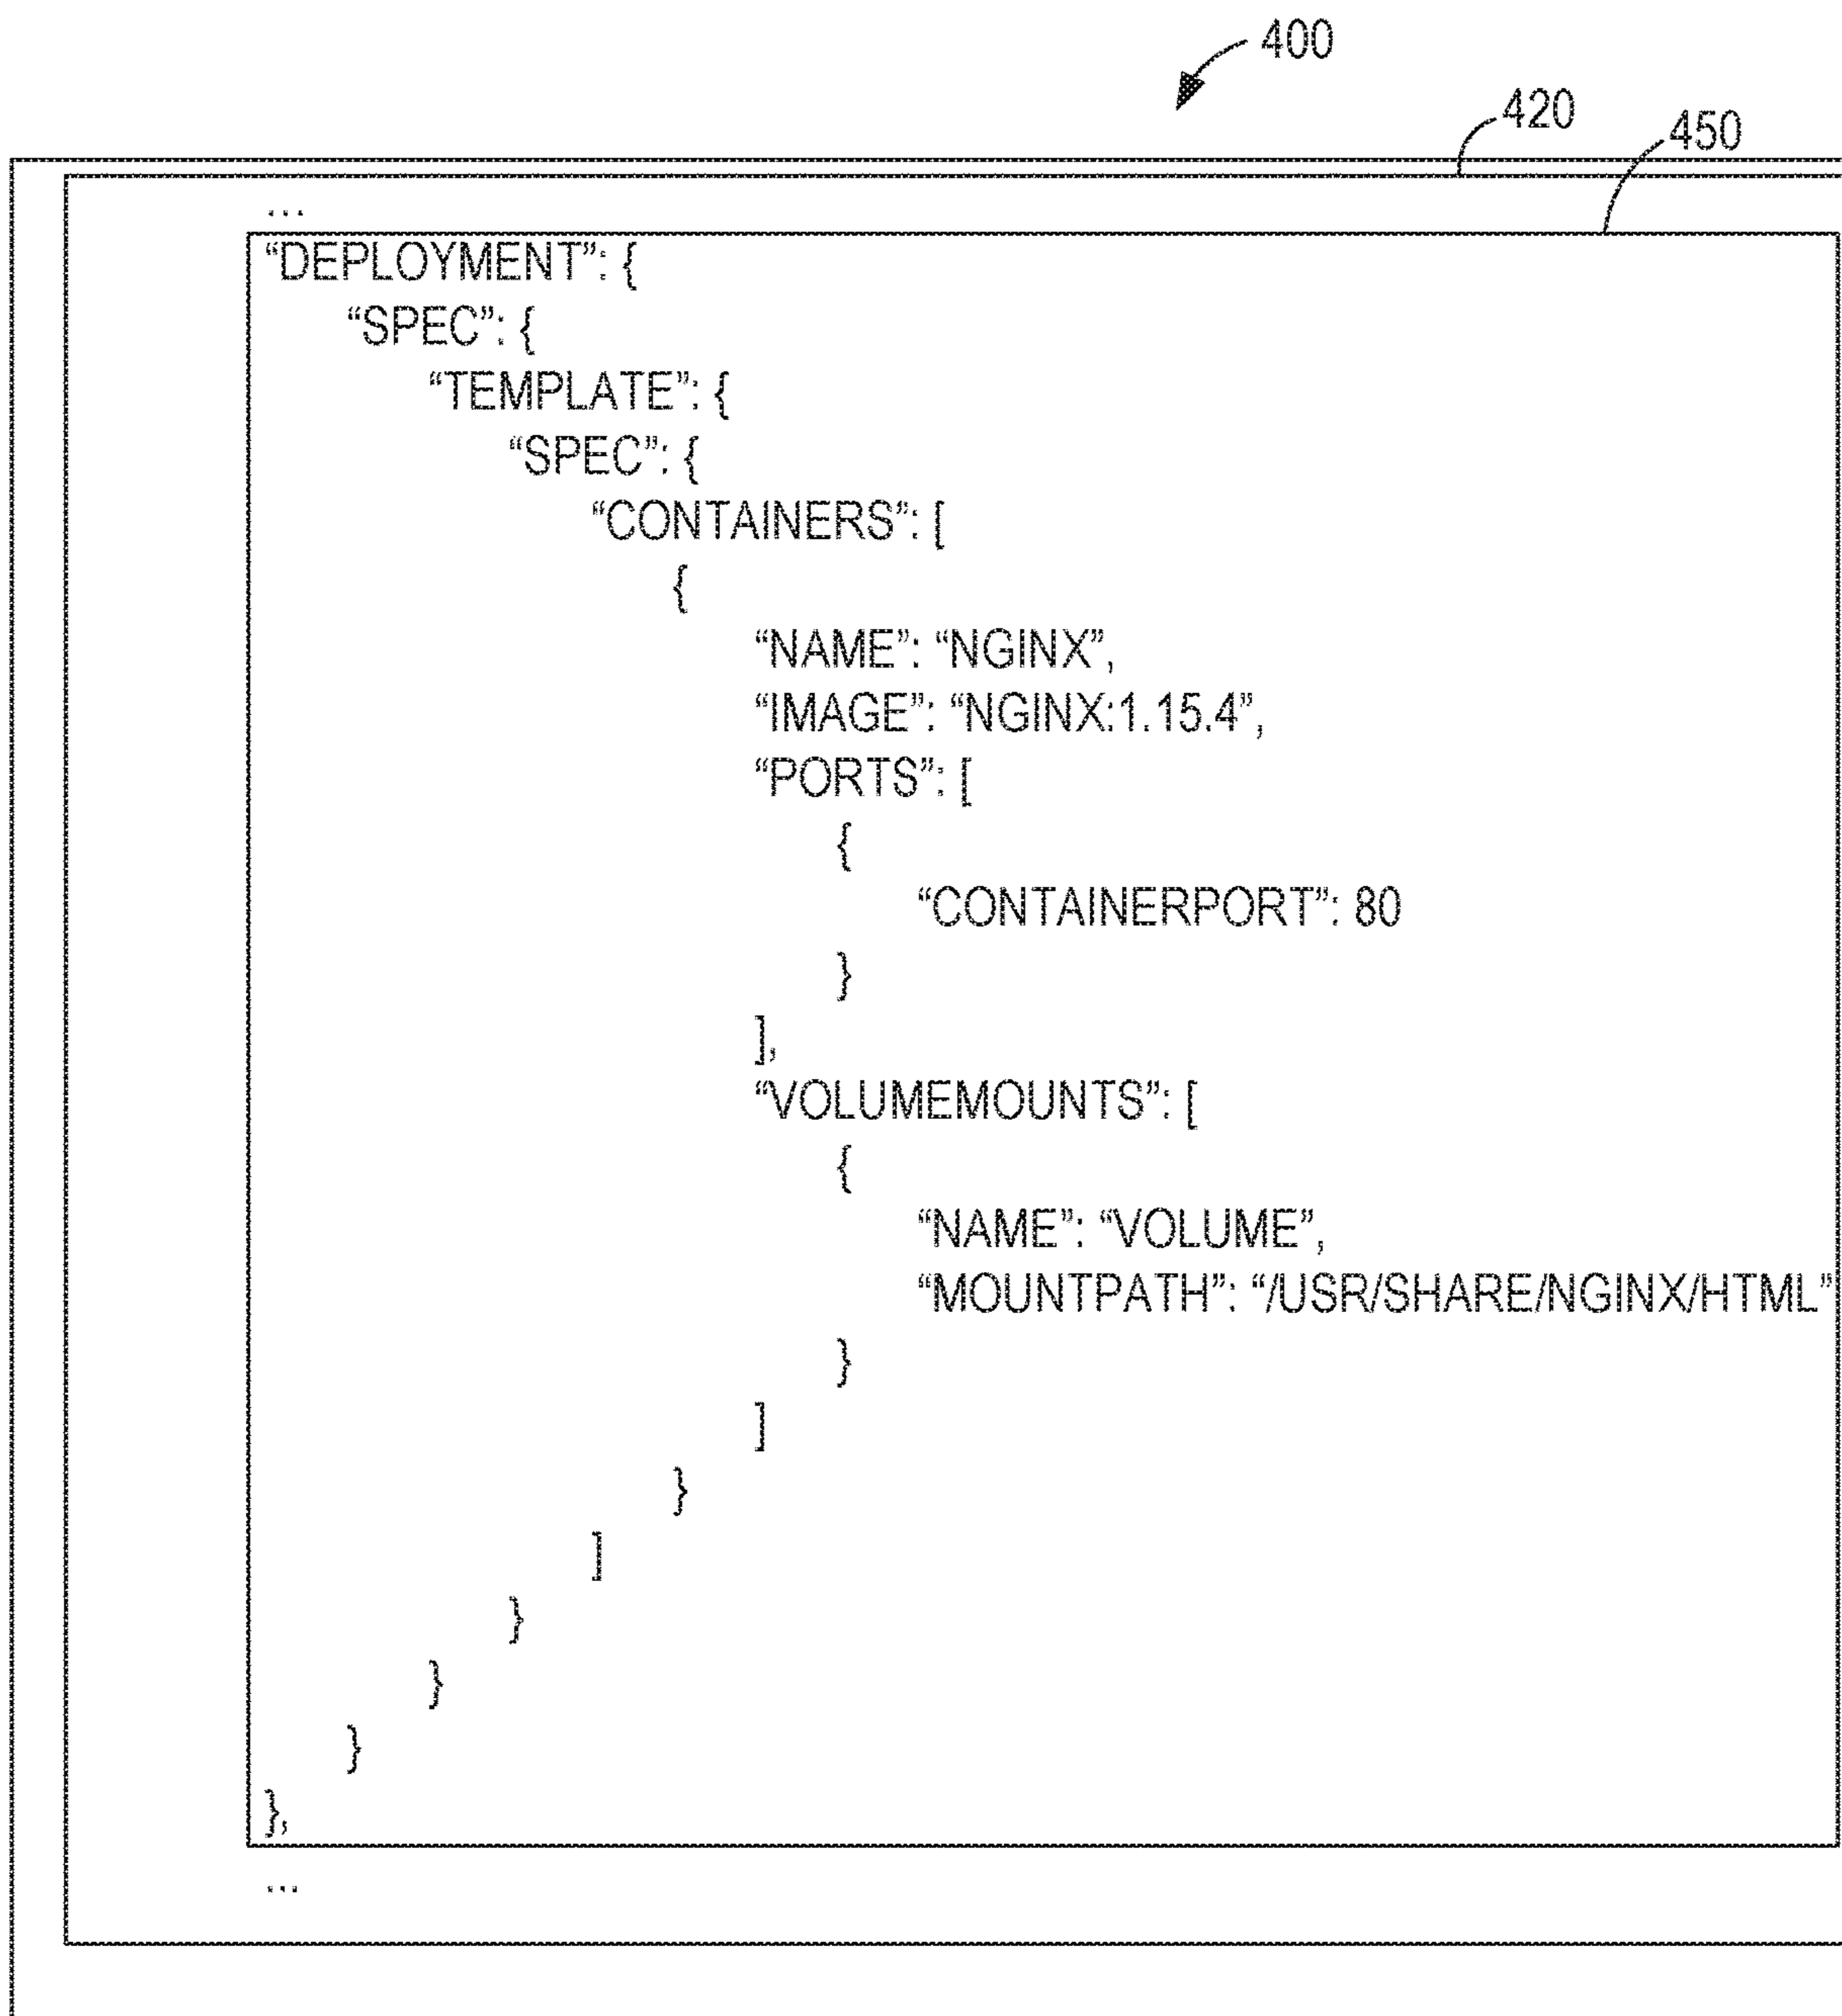 400
420
450
...
“DEPLOYMENT”: {
“SPEC”: {
“TEMPLATE”: {
“SPEC”: {
“CONTAINERS”: [
{
“NAME”: “NGINX”,
“IMAGE”: “NGINX:1.15.4”,
“PORTS”: [
{
“CONTAINERPORT”: 80
}
],
“VOLUMEMOUNTS”: [
{
“NAME”: “VOLUME”,
“MOUNTPATH”: “/USR/SHARE/NGINX/HTML”
}
]
}
]
}
}
}
},
...